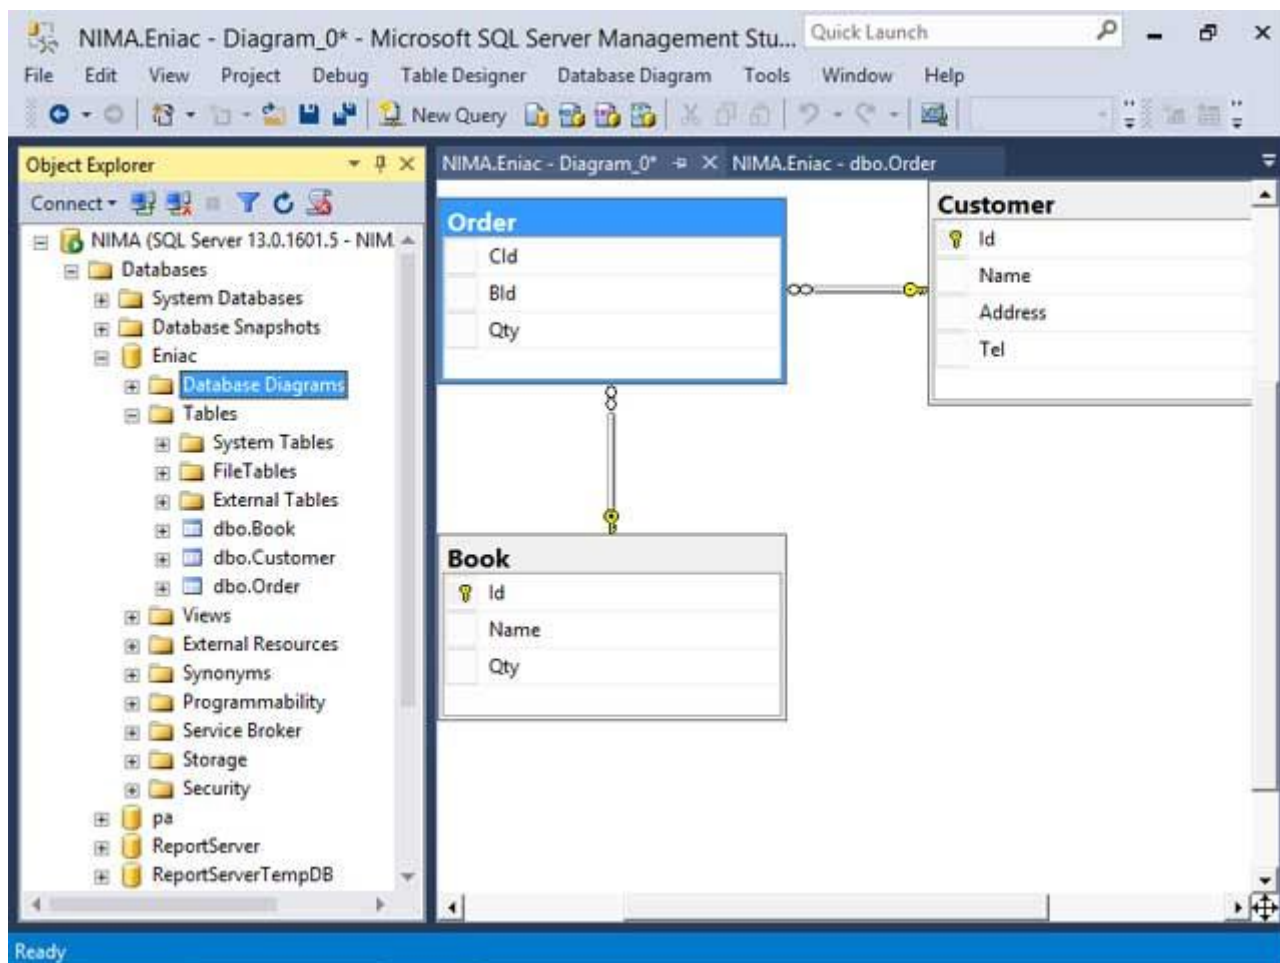 NIMA.Eniac - Diagram_0* - Microsoft SQL Server Management Stu...
Quick Launch
File Edit View Project Debug Table Designer Database Diagram Tools Window Help
New Query
Object Explorer
Connect
NIMA (SQL Server 13.0.1601.5 - NIM
Databases
System Databases
Database Snapshots
Eniac
Database Diagrams
Tables
System Tables
FileTables
External Tables
dbo.Book
dbo.Customer
dbo.Order
Views
External Resources
Synonyms
Programmability
Service Broker
Storage
Security
pa
ReportServer
ReportServerTempDB
NIMA.Eniac - Diagram_0*
NIMA.Eniac - dbo.Order
Order
CId
BId
Qty
Customer
Id
Name
Address
Tel
Book
Id
Name
Qty
Ready